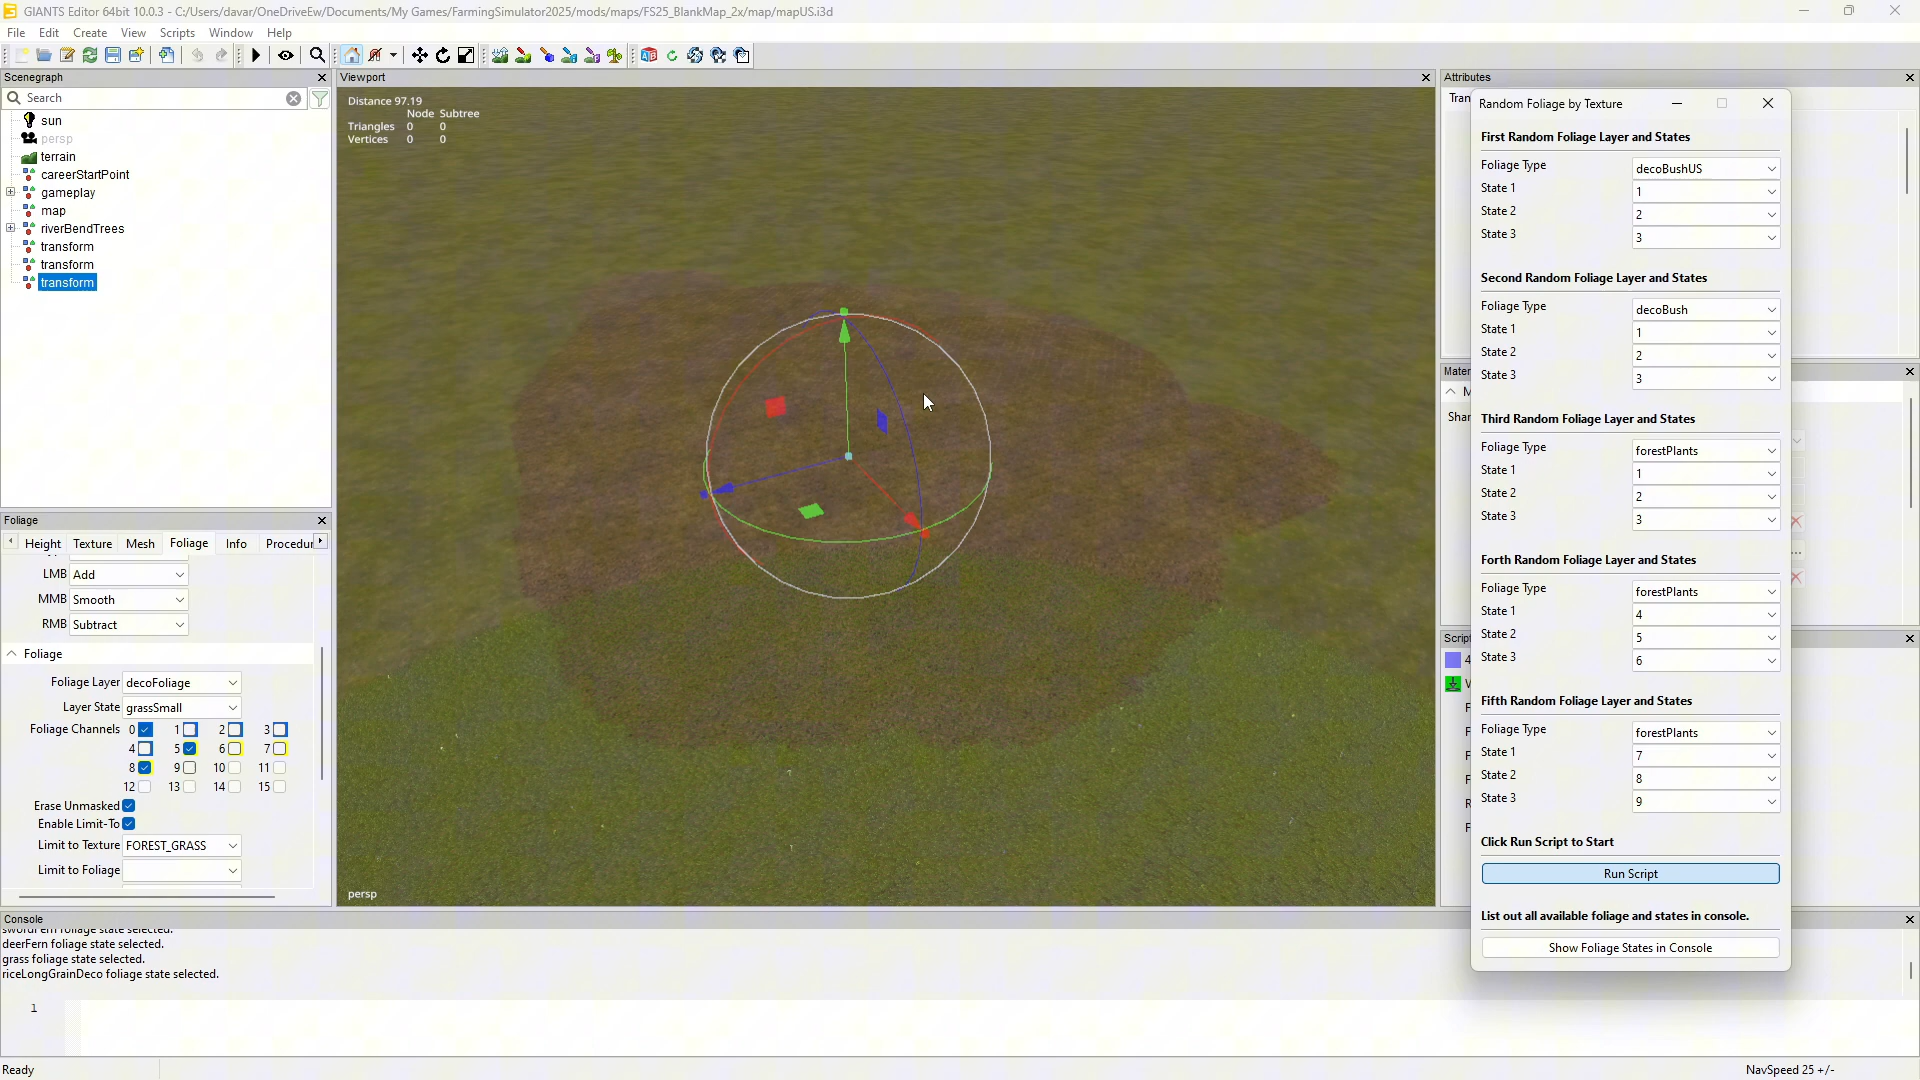 GIANTS Editor 64bit 10.0.3 - C:/Users/davar/OneDriveEw/Documents/My Games/FarmingSimulator2025/mods/maps/FS25_BlankMap_2x/map/mapUS.i3d
File Edit Create View Scripts Window Help
Scenegraph
Search
sun
persp
terrain
careerStartPoint
gameplay
map
riverBendTrees
transform
transform
transform
Foliage
Height Texture Mesh Foliage Info Procedur
LMB Add
MMB Smooth
RMB Subtract
Foliage
Foliage Layer decoFoliage
Layer State grassSmall
Foliage Channels 0 1 2 3
4 5 6 7
8 9 10 11
12 13 14 15
Erase Unmasked
Enable Limit-To
Limit to Texture FOREST_GRASS
Limit to Foliage
Viewport
Distance 97.19
Node Subtree
Triangles 0 0
Vertices 0 0
persp
Attributes
Tran
Mater
M
Shar
Script
4
V
F
F
F
F
R
F
Random Foliage by Texture
First Random Foliage Layer and States
Foliage Type decoBushUS
State 1 1
State 2 2
State 3 3
Second Random Foliage Layer and States
Foliage Type decoBush
State 1 1
State 2 2
State 3 3
Third Random Foliage Layer and States
Foliage Type forestPlants
State 1 1
State 2 2
State 3 3
Forth Random Foliage Layer and States
Foliage Type forestPlants
State 1 4
State 2 5
State 3 6
Fifth Random Foliage Layer and States
Foliage Type forestPlants
State 1 7
State 2 8
State 3 9
Click Run Script to Start
Run Script
List out all available foliage and states in console.
Show Foliage States in Console
Console
swordFern foliage state selected.
deerFern foliage state selected.
grass foliage state selected.
riceLongGrainDeco foliage state selected.
1
Ready
NavSpeed 25 +/-